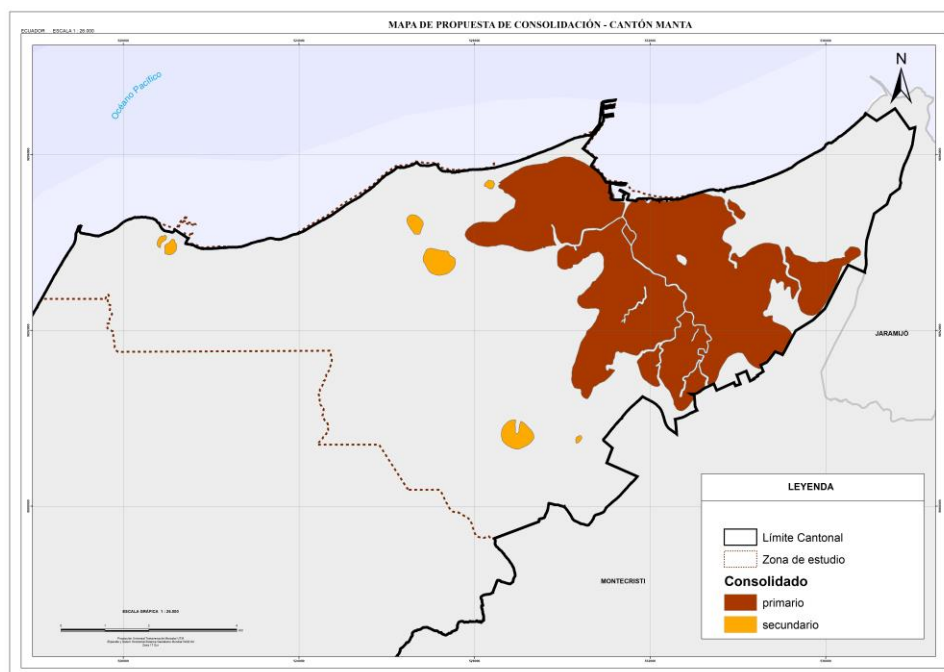 MAPA DE PROPUESTA DE CONSOLIDACIÓN - CANTÓN MANTA
ECUADOR ESCALA 1 : 26.000
Océano Pacífico
N
JARAMIJÓ
MONTECRISTI
LEYENDA
Límite Cantonal
Zona de estudio
Consolidado
primario
secundario
ESCALA GRÁFICA 1 : 26.000